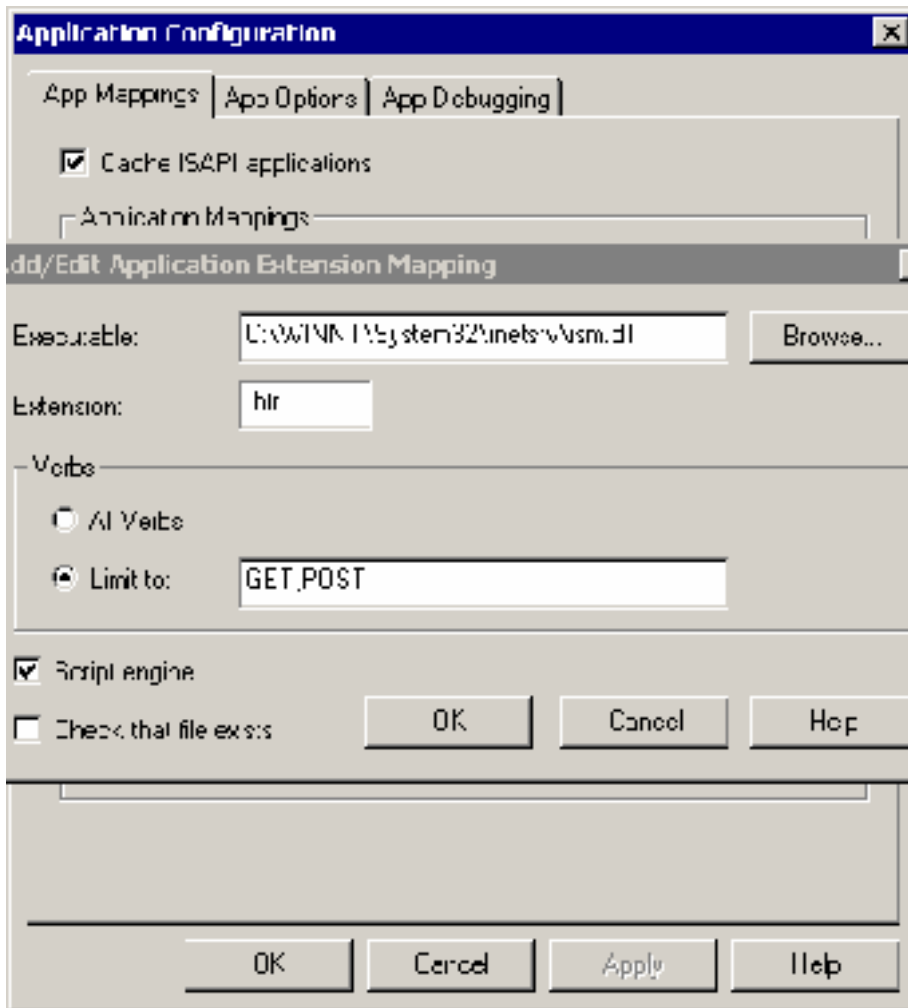 Application Configuration
App Mappings App Options App Debugging
Cache ISAPI applications
Application Mappings
Add/Edit Application Extension Mapping
Executable: C:\WINNT\System32\inetsrv\ism.dll Browse...
Extension: .htr
Verbs
All Verbs
Limit to: GET,POST
Script engine
Check that file exists OK Cancel Help
OK Cancel Apply Help